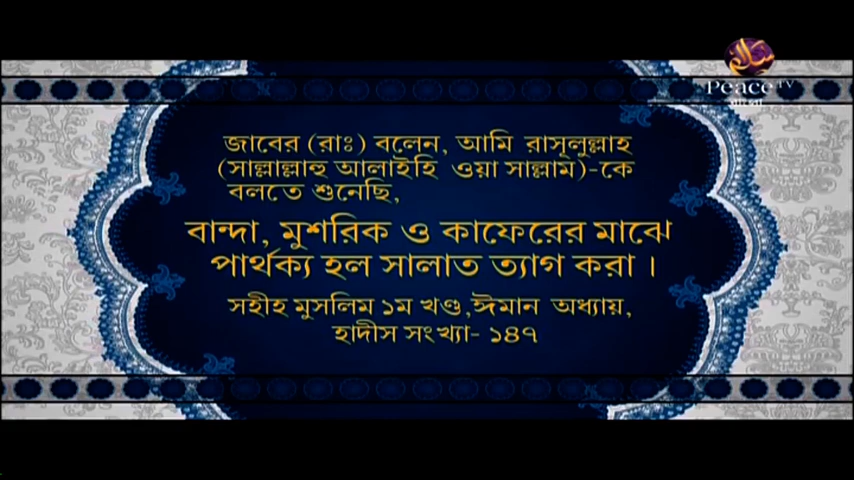 Peace TV
বাংলা
জাবের (রাঃ) বলেন, আমি রাসূলুল্লাহ
(সাল্লাল্লাহু আলাইহি ওয়া সাল্লাম)-কে
বলতে শুনেছি,
বান্দা, মুশরিক ও কাফেরের মাঝে
পার্থক্য হল সালাত ত্যাগ করা ।
সহীহ মুসলিম ১ম খণ্ড,ঈমান অধ্যায়,
হাদীস সংখ্যা- ১৪৭